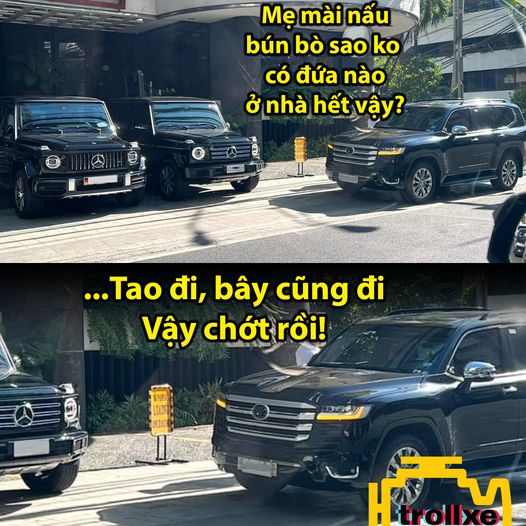 Mẹ mài nấu
bún bò sao ko
có đứa nào
ở nhà hết vậy?
...Tao đi, bây cũng đi
Vậy chớt rồi!
trollxe